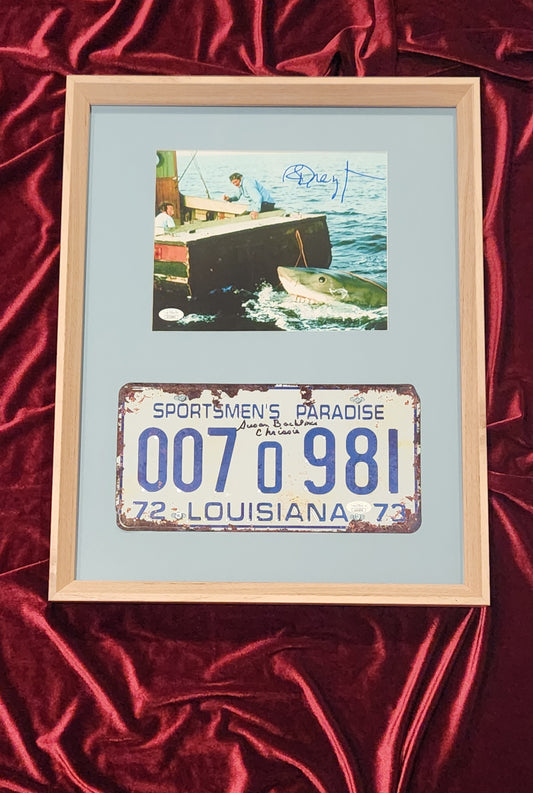 SPORTSMEN'S PARADISE
Susan Backlinie
Chrissie
007 0 981
72 LOUISIANA 73